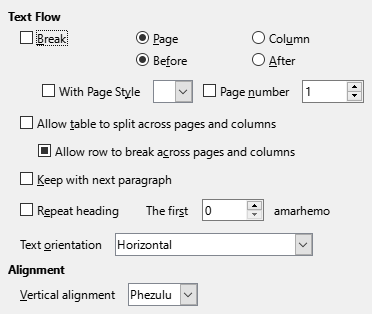 Text Flow
Break Page Column
Before After
With Page Style Page number 1
Allow table to split across pages and columns
Allow row to break across pages and columns
Keep with next paragraph
Repeat heading The first 0 amarhemo
Text orientation Horizontal
Alignment
Vertical alignment Phezulu